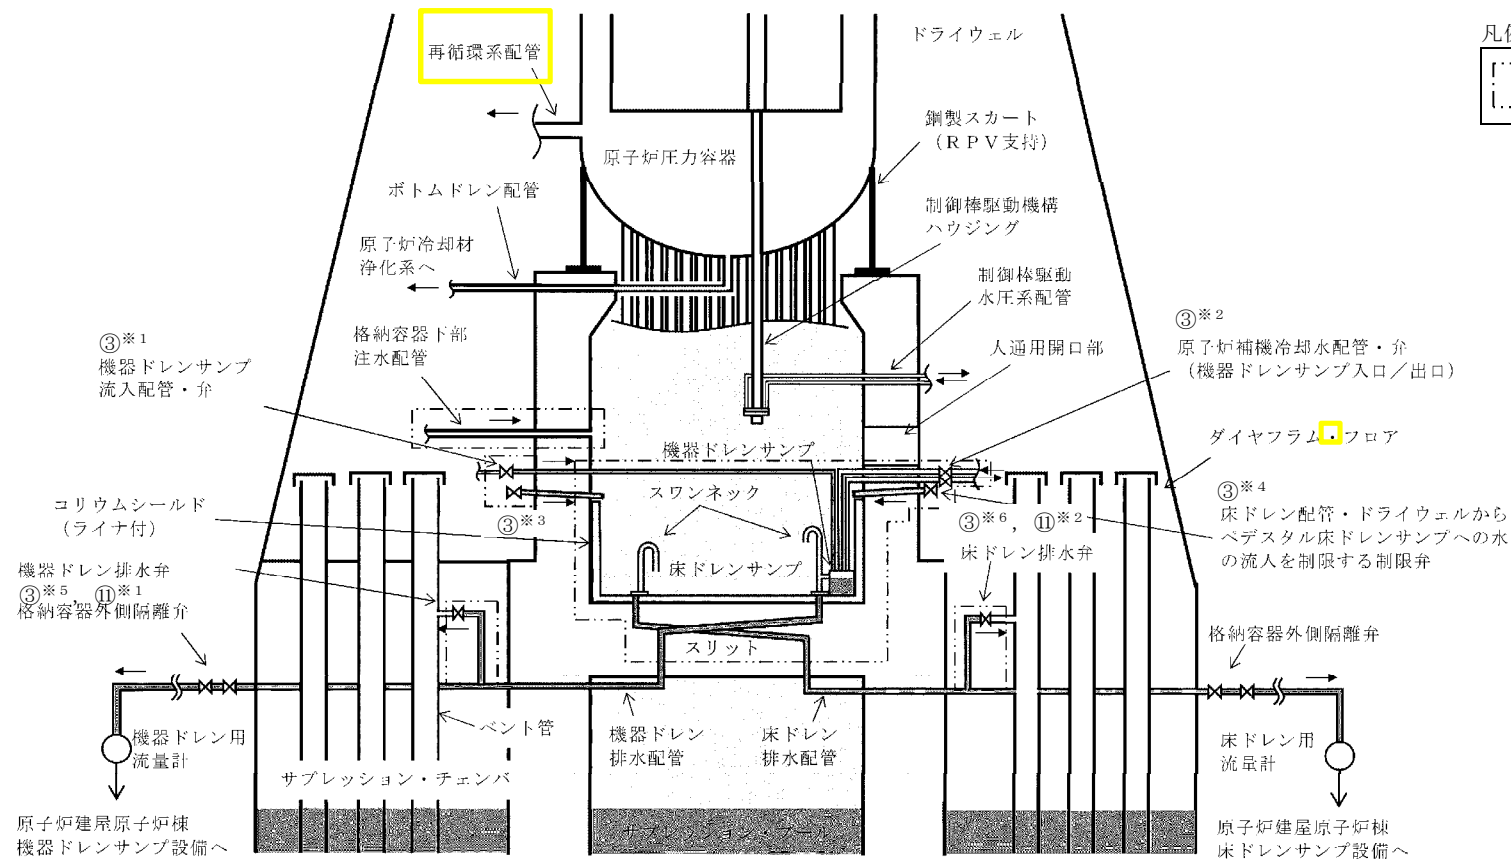 再循環系配管
ドライウェル
凡例
鋼製スカート
（ＲＰＶ支持）
原子炉圧力容器
ボトムドレン配管
制御棒駆動機構
ハウジング
原子炉冷却材
浄化系へ
制御棒駆動
水圧系配管
③※1
機器ドレンサンプ
流入配管・弁
格納容器下部
注水配管
③※2
原子炉補機冷却水配管・弁
（機器ドレンサンプ入口／出口）
人通用開口部
ダイヤフラム・フロア
機器ドレンサンプ
スワンネック
コリウムシールド
（ライナ付）
③※3
③※6，⑪※2
床ドレン排水弁
③※4
床ドレン配管・ドライウェルから
ペデスタル床ドレンサンプへの水
の流入を制限する制限弁
床ドレンサンプ
機器ドレン排水弁
③※5，⑪※1
格納容器外側隔離弁
スリット
格納容器外側隔離弁
ベント管
機器ドレン
排水配管
床ドレン
排水配管
機器ドレン用
流量計
床ドレン用
流量計
サプレッション・チェンバ
サプレッション・プール
原子炉建屋原子炉棟
機器ドレンサンプ設備へ
原子炉建屋原子炉棟
床ドレンサンプ設備へ